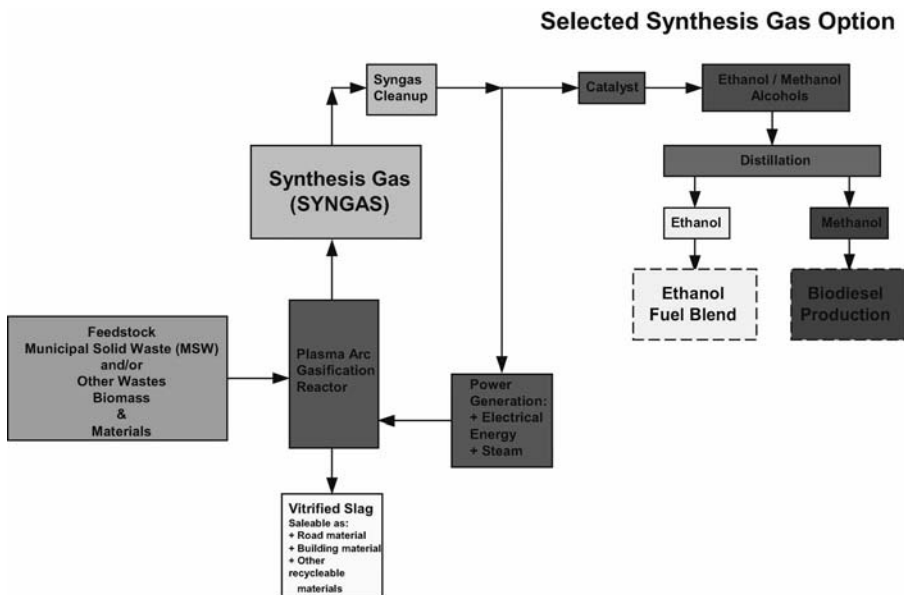 Selected Synthesis Gas Option
Syngas
Cleanup
Catalyst
Ethanol / Methanol
Alcohols
Distillation
Synthesis Gas
(SYNGAS)
Ethanol
Methanol
Ethanol
Fuel Blend
Biodiesel
Production
Feedstock
Municipal Solid Waste (MSW)
and/or
Other Wastes
Biomass
&
Materials
Plasma Arc
Gasification
Reactor
Power
Generation:
+ Electrical
Energy
+ Steam
Vitrified Slag
Saleable as:
+ Road material
+ Building material
+ Other
recycleable
materials